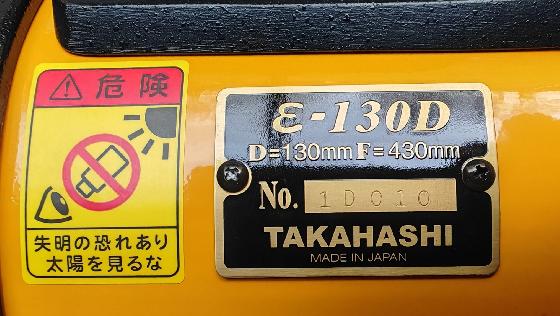 危険
失明の恐れあり
太陽を見るな
ε-130D
D=130mm F=430mm
No. 1D010
TAKAHASHI
MADE IN JAPAN